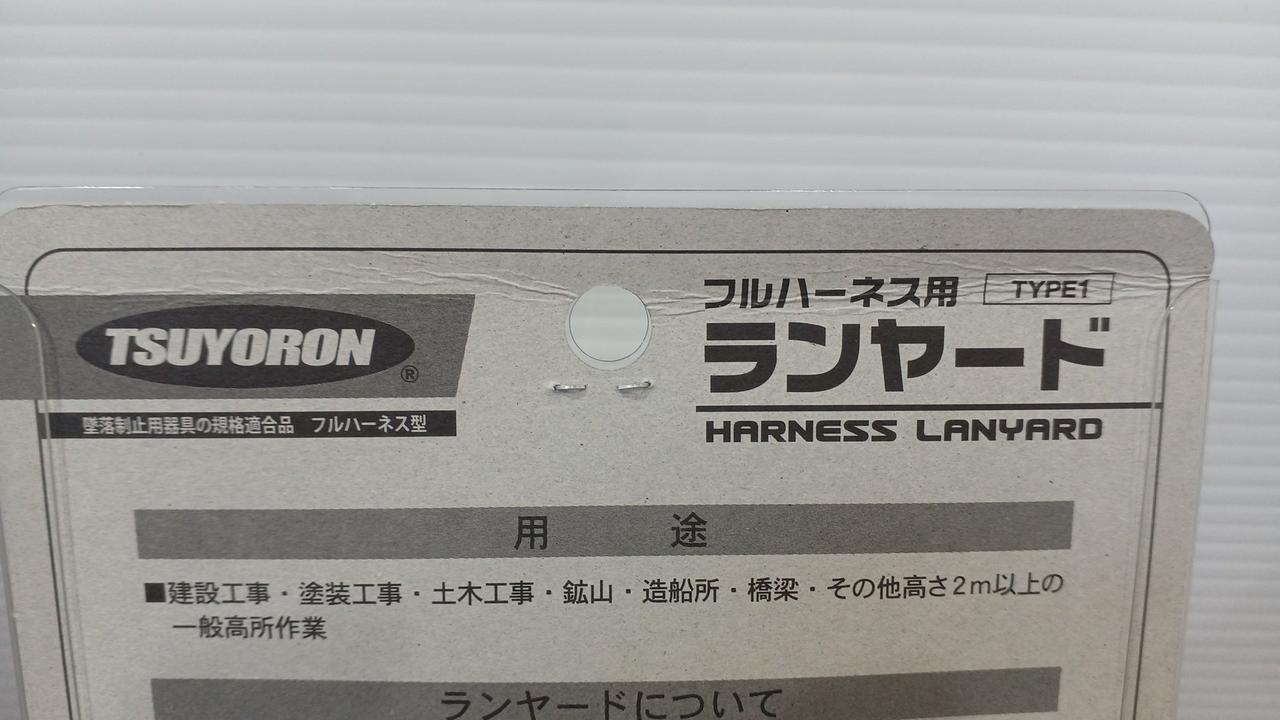 TSUYORON®
墜落制止用器具の規格適合品 フルハーネス型
フルハーネス用 TYPE1
ランヤード
HARNESS LANYARD
用 途
■建設工事・塗装工事・土木工事・鉱山・造船所・橋梁・その他高さ2m以上の
一般高所作業
ランヤードについて